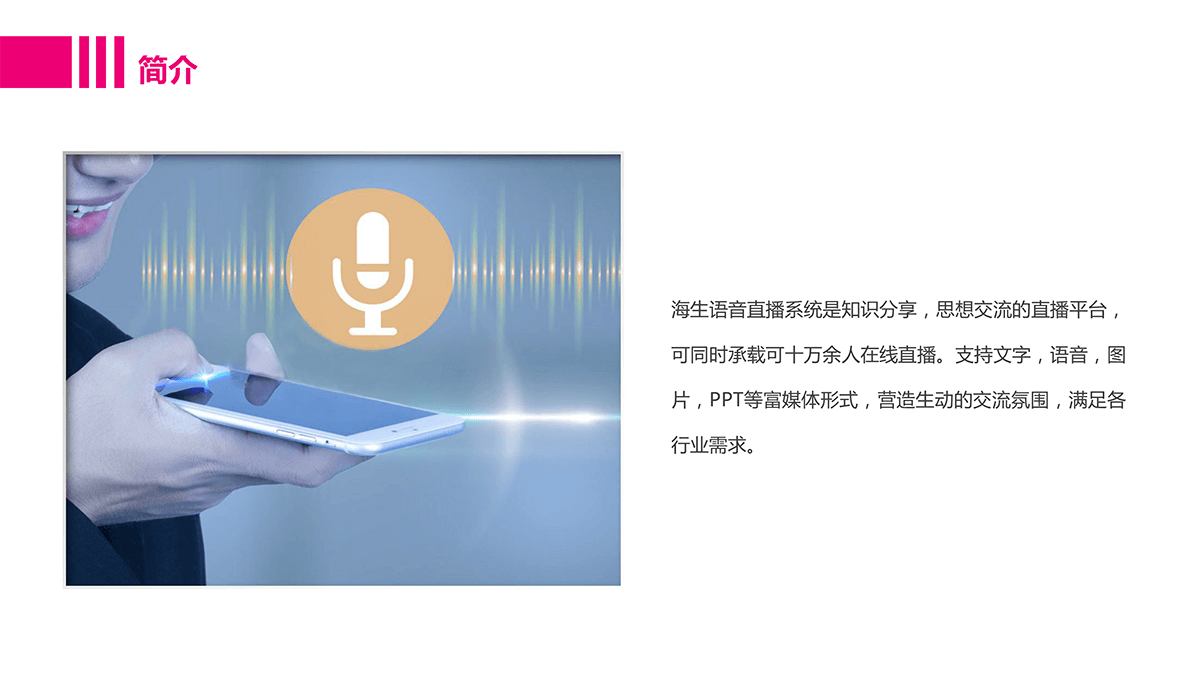 简介
海生语音直播系统是知识分享，思想交流的直播平台，
可同时承载可十万余人在线直播。支持文字，语音，图
片，PPT等富媒体形式，营造生动的交流氛围，满足各
行业需求。